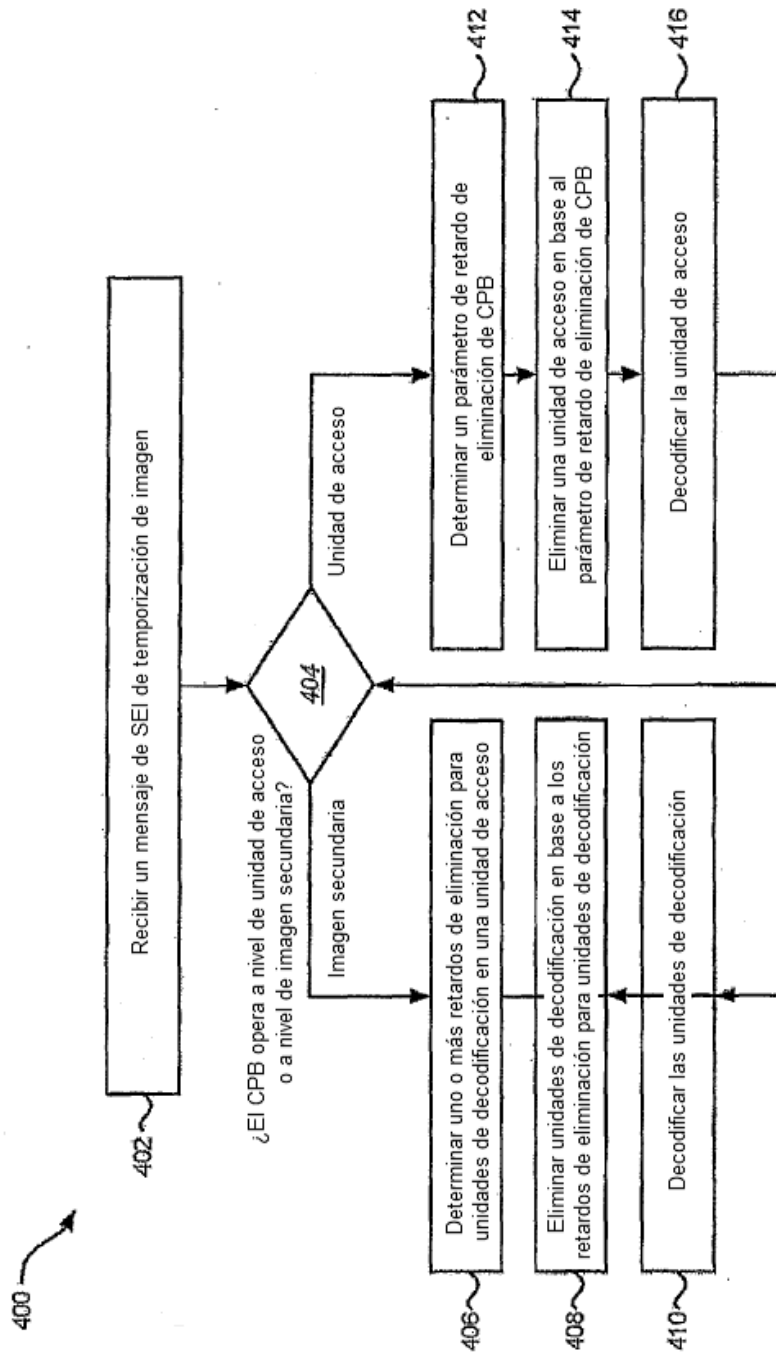 400
402
Recibir un mensaje de SEI de temporización de imagen
¿El CPB opera a nivel de unidad de acceso
o a nivel de imagen secundaria?
404
Imagen secundaria
Unidad de acceso
406
Determinar uno o más retardos de eliminación para
unidades de decodificación en una unidad de acceso
408
Eliminar unidades de decodificación en base a los
retardos de eliminación para unidades de decodificación
410
Decodificar las unidades de decodificación
412
Determinar un parámetro de retardo de
eliminación de CPB
414
Eliminar una unidad de acceso en base al
parámetro de retardo de eliminación de CPB
416
Decodificar la unidad de acceso